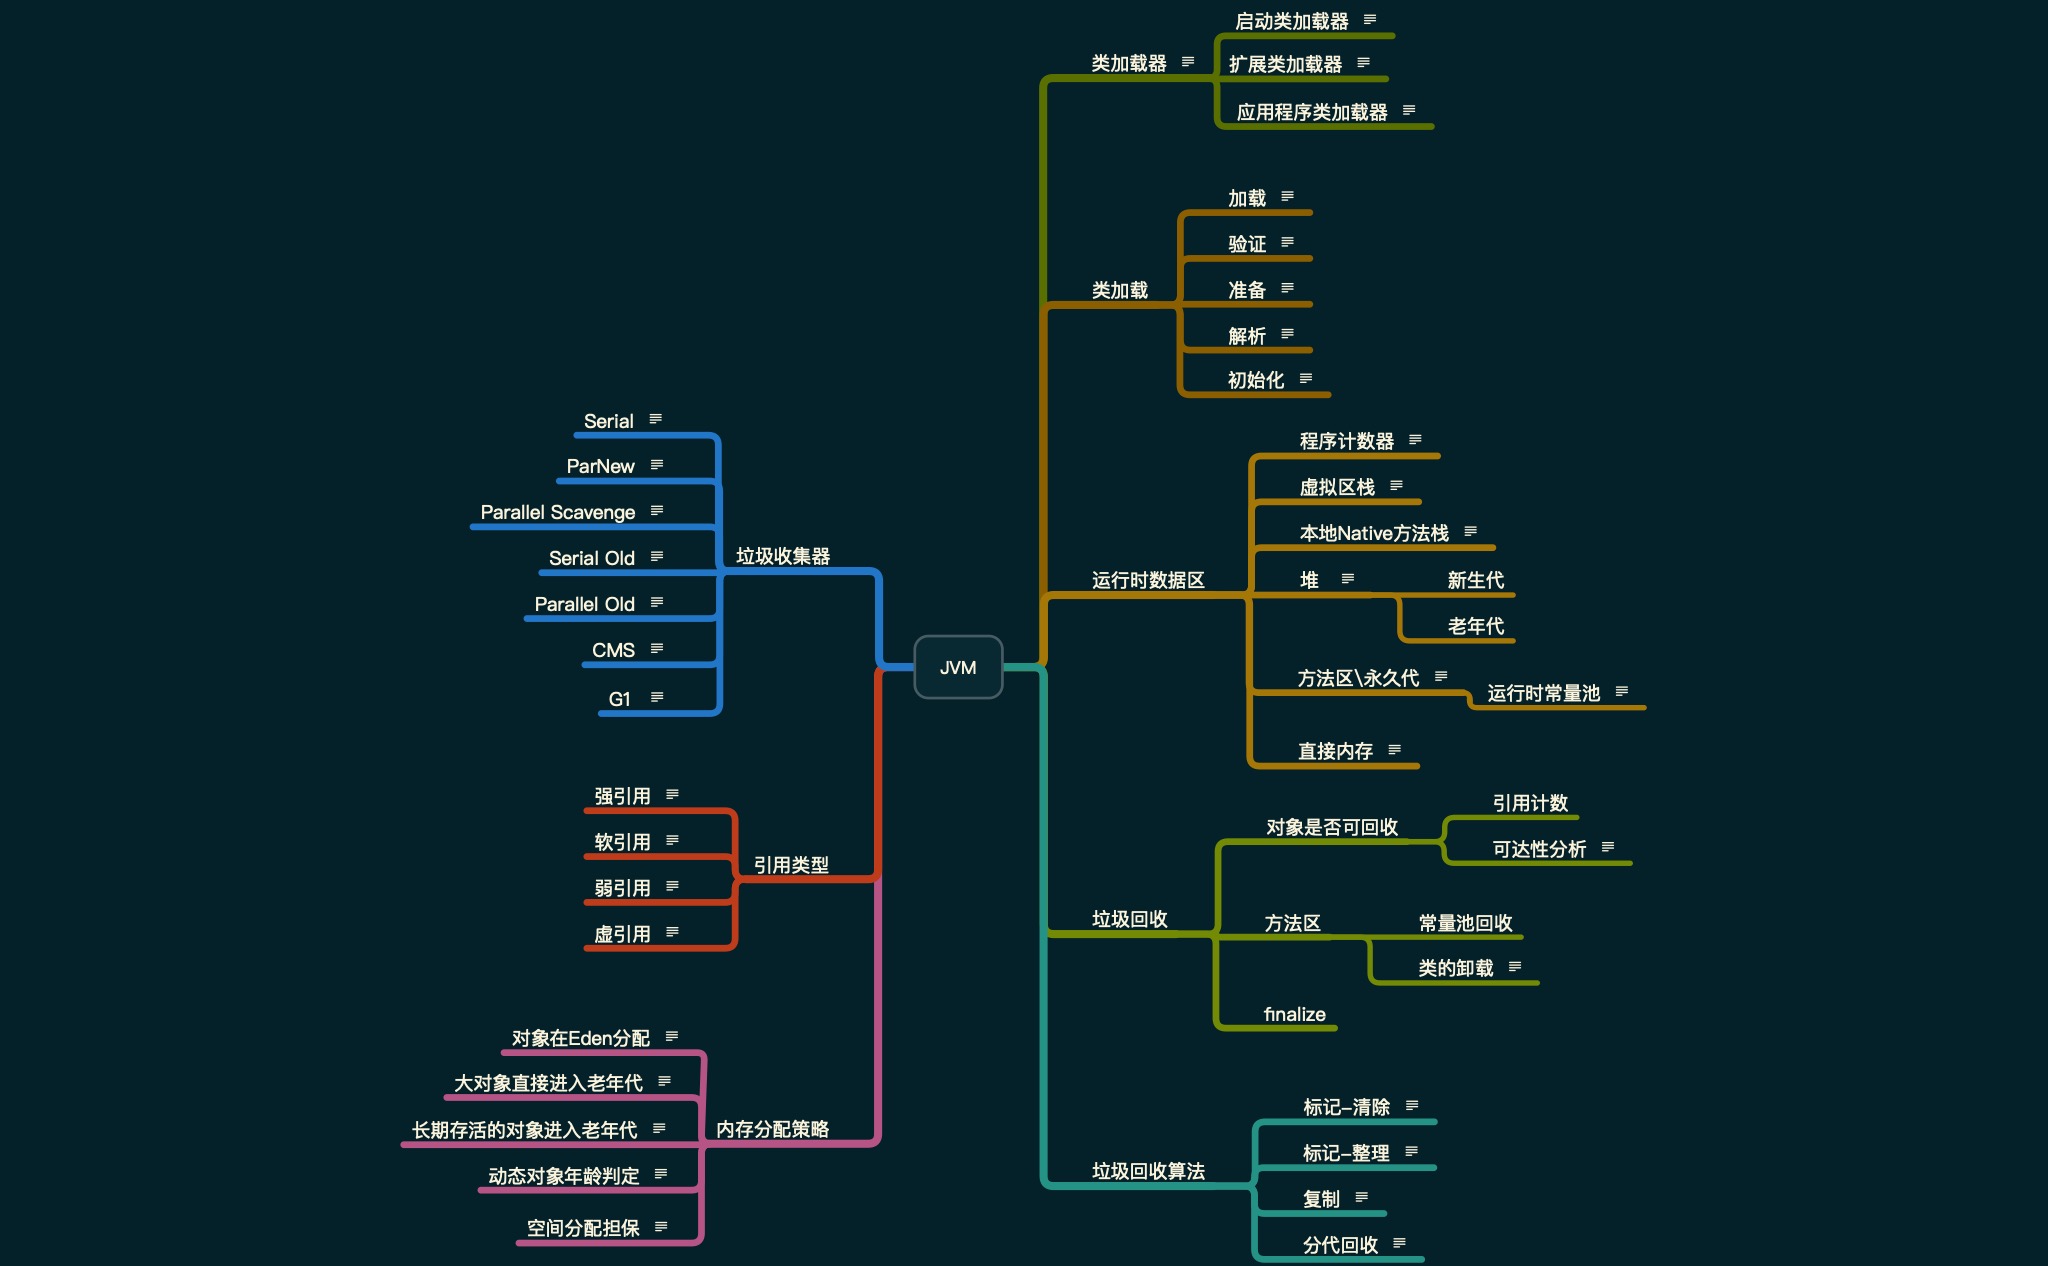 JVM
类加载器
启动类加载器
扩展类加载器
应用程序类加载器
类加载
加载
验证
准备
解析
初始化
运行时数据区
程序计数器
虚拟区栈
本地Native方法栈
堆
新生代
老年代
方法区\永久代
运行时常量池
直接内存
垃圾回收
对象是否可回收
引用计数
可达性分析
方法区
常量池回收
类的卸载
finalize
垃圾回收算法
标记-清除
标记-整理
复制
分代回收
垃圾收集器
Serial
ParNew
Parallel Scavenge
Serial Old
Parallel Old
CMS
G1
引用类型
强引用
软引用
弱引用
虚引用
内存分配策略
对象在Eden分配
大对象直接进入老年代
长期存活的对象进入老年代
动态对象年龄判定
空间分配担保